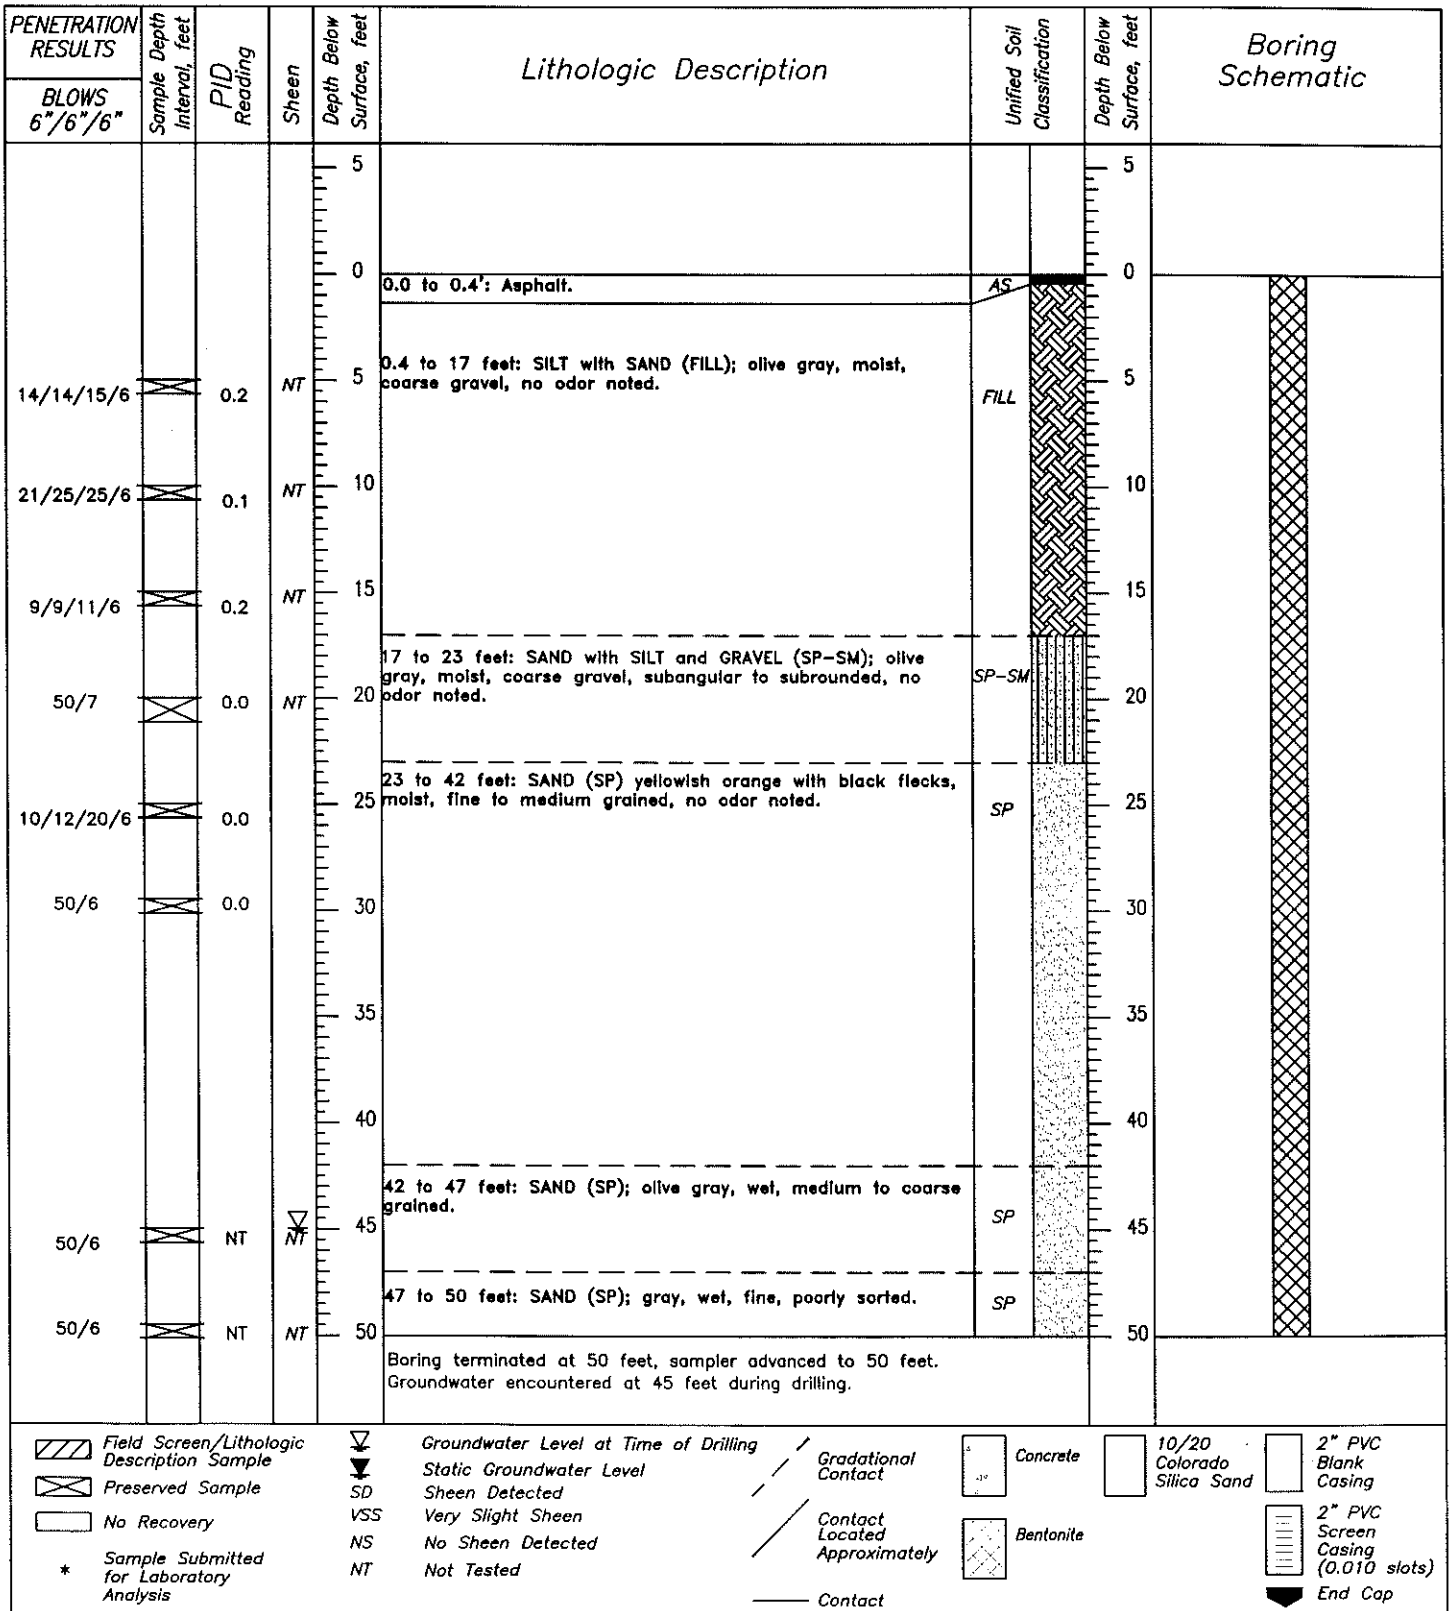 PENETRATION
RESULTS
BLOWS
6"/6"/6"
Sample Depth
Interval, feet
PID
Reading
Sheen
Depth Below
Surface, feet
Lithologic Description
Unified Soil
Classification
Depth Below
Surface, feet
Boring
Schematic
5
5
0
0
0.0 to 0.4': Asphalt.
AS
0.4 to 17 feet: SILT with SAND (FILL); olive gray, moist,
coarse gravel, no odor noted.
14/14/15/6
0.2
NT
5
FILL
5
21/25/25/6
0.1
NT
10
10
9/9/11/6
0.2
NT
15
15
17 to 23 feet: SAND with SILT and GRAVEL (SP-SM); olive
gray, moist, coarse gravel, subangular to subrounded, no
odor noted.
SP-SM
50/7
0.0
NT
20
20
23 to 42 feet: SAND (SP) yellowish orange with black flecks,
moist, fine to medium grained, no odor noted.
10/12/20/6
0.0
25
SP
25
50/6
0.0
30
30
35
35
40
40
42 to 47 feet: SAND (SP); olive gray, wet, medium to coarse
grained.
50/6
NT
NT
45
SP
45
47 to 50 feet: SAND (SP); gray, wet, fine, poorly sorted.
SP
50/6
NT
NT
50
50
Boring terminated at 50 feet, sampler advanced to 50 feet.
Groundwater encountered at 45 feet during drilling.
Field Screen/Lithologic
Description Sample
Preserved Sample
No Recovery
* Sample Submitted
for Laboratory
Analysis
Groundwater Level at Time of Drilling
Static Groundwater Level
SD Sheen Detected
VSS Very Slight Sheen
NS No Sheen Detected
NT Not Tested
Gradational
Contact
Contact
Located
Approximately
Contact
Concrete
Bentonite
10/20
Colorado
Silica Sand
2" PVC
Blank
Casing
2" PVC
Screen
Casing
(0.010 slots)
End Cap